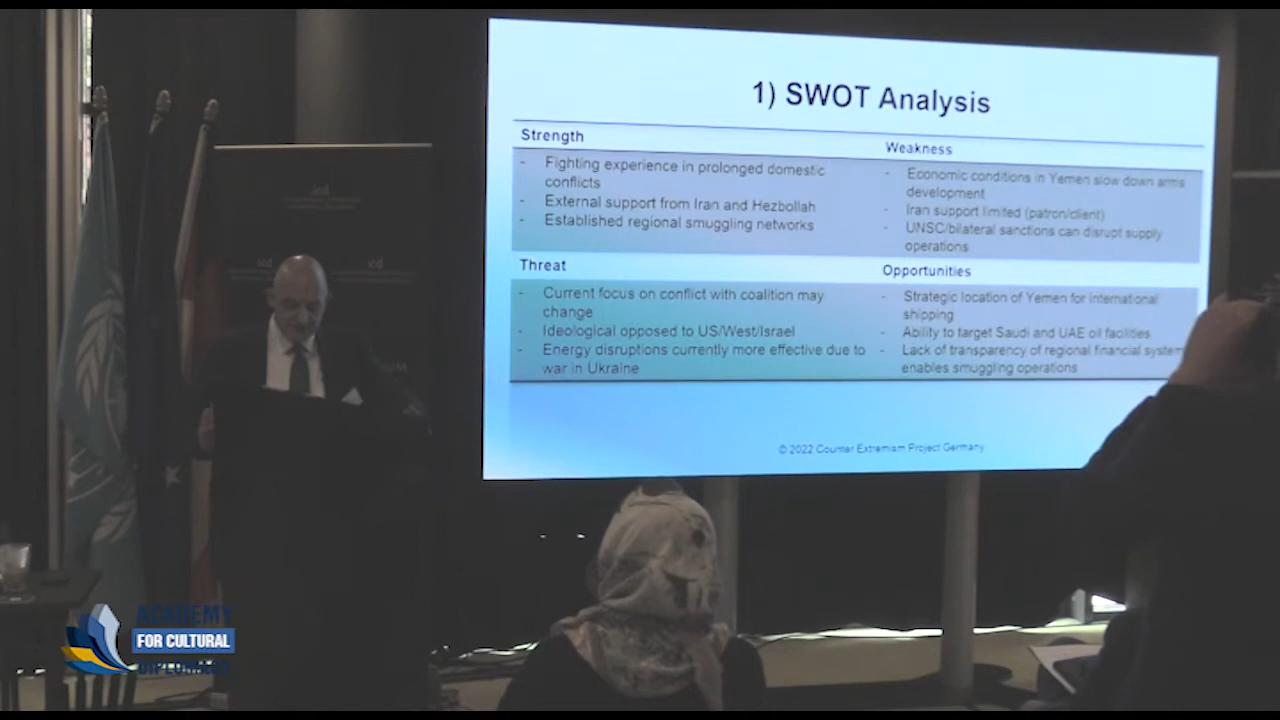 1) SWOT Analysis
Strength
- Fighting experience in prolonged domestic
conflicts
- External support from Iran and Hezbollah
- Established regional smuggling networks
Weakness
- Economic conditions in Yemen slow down arms
development
- Iran support limited (patron/client)
- UNSC/bilateral sanctions can disrupt supply
operations
Threat
- Current focus on conflict with coalition may
change
- Ideological opposed to US/West/Israel
- Energy disruptions currently more effective due to
war in Ukraine
Opportunities
- Strategic location of Yemen for international
shipping
- Ability to target Saudi and UAE oil facilities
- Lack of transparency of regional financial system
enables smuggling operations
© 2022 Counter Extremism Project Germany
icd
icd
icd
ACADEMY
FOR CULTURAL
DIPLOMACY